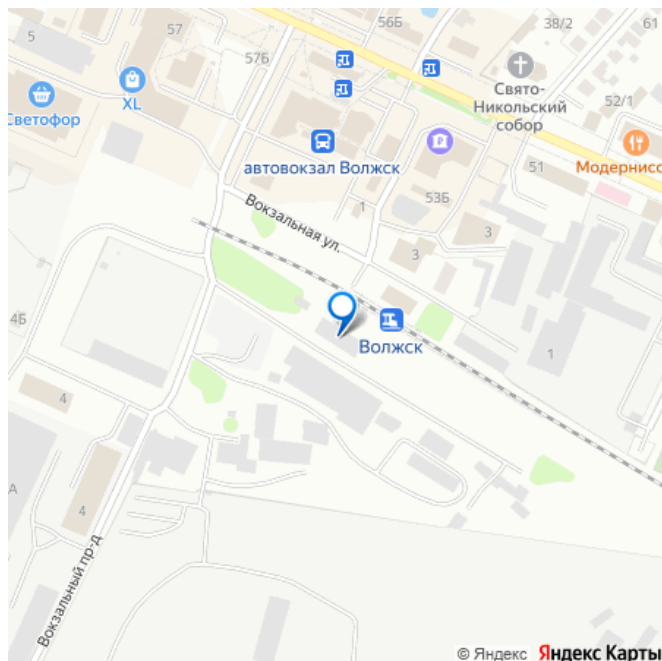 56Б
38/2
61
5
57
57Б
Свято-
Никольский
собор
52/1
Светофор
XL
автовокзал Волжск
Модернисс
51
Вокзальная ул.
1
53Б
3
3
4Б
Волжск
1
4
А
4
Вокзальный пр-д
© Яндекс Яндекс Карты